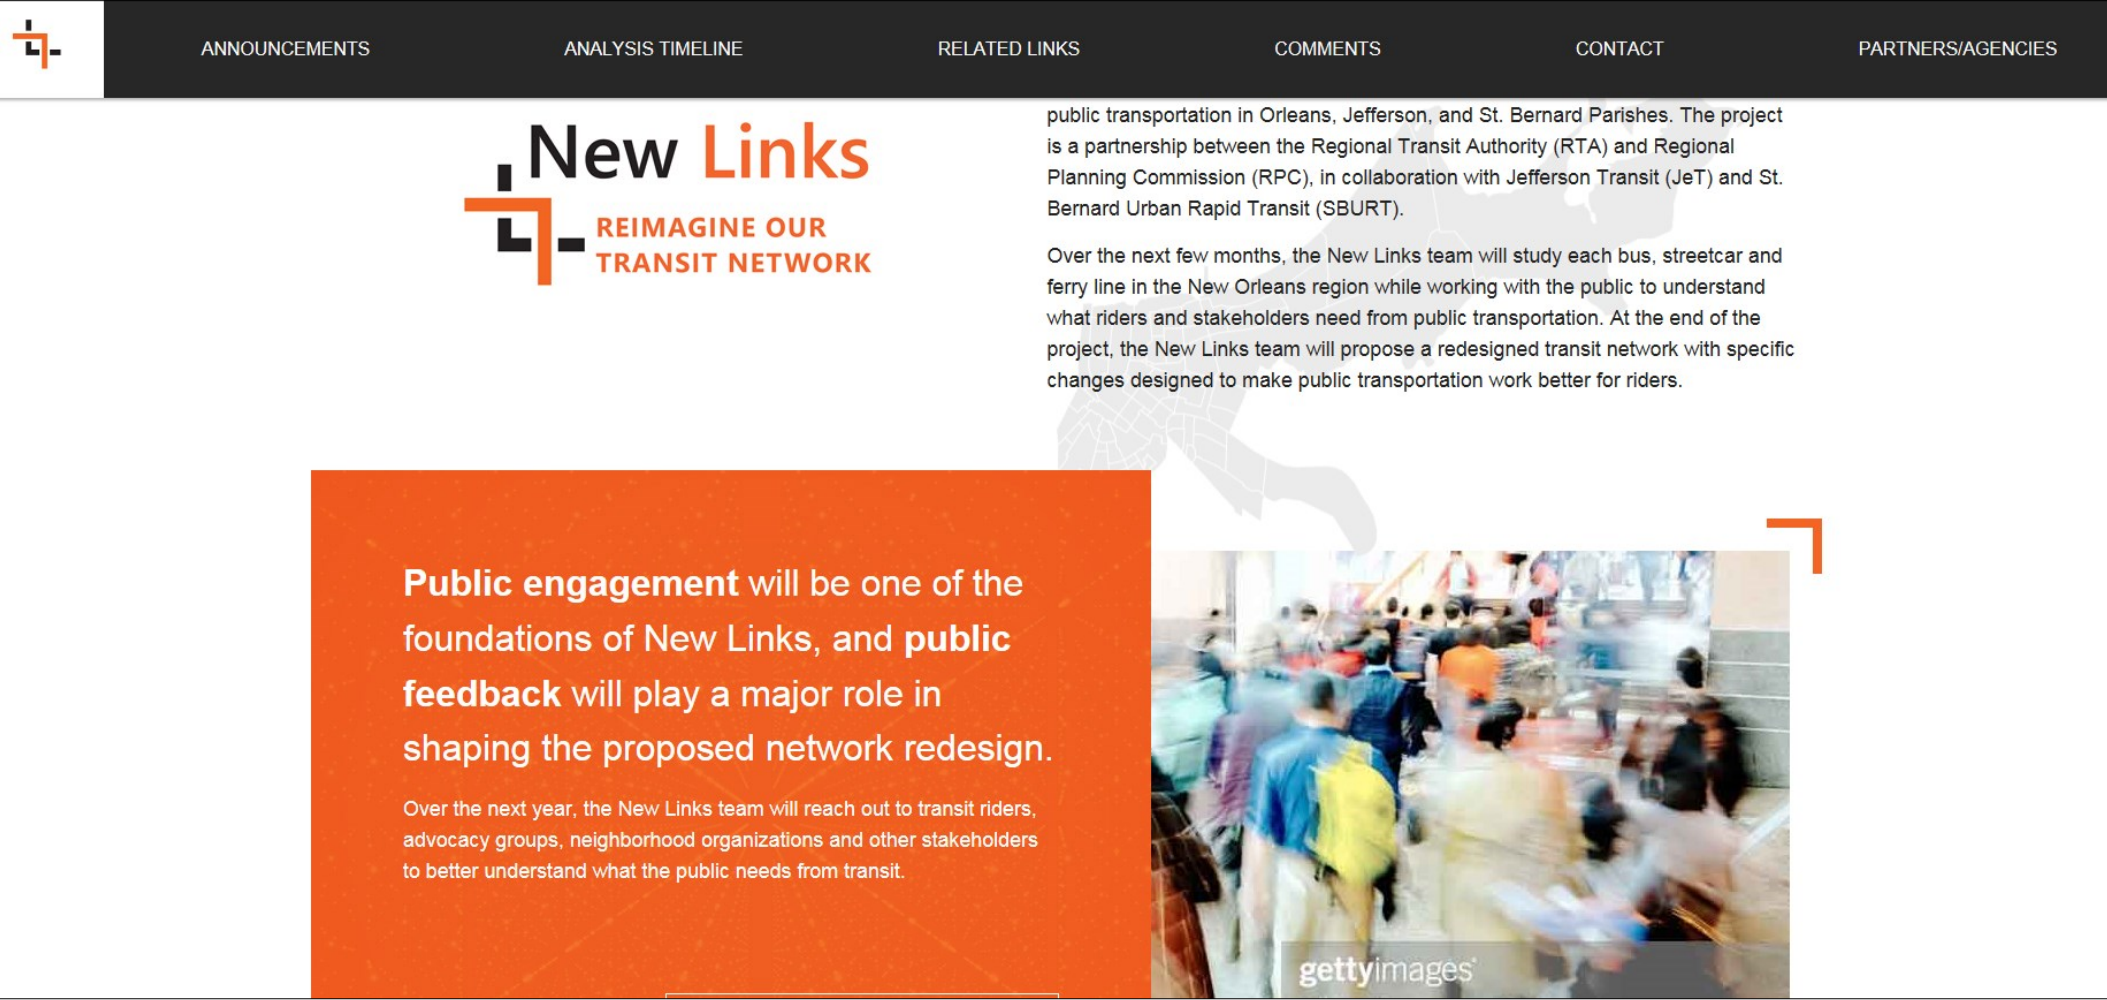 ANNOUNCEMENTS
ANALYSIS TIMELINE
RELATED LINKS
COMMENTS
CONTACT
PARTNERS/AGENCIES
New Links
REIMAGINE OUR
TRANSIT NETWORK
public transportation in Orleans, Jefferson, and St. Bernard Parishes. The project
is a partnership between the Regional Transit Authority (RTA) and Regional
Planning Commission (RPC), in collaboration with Jefferson Transit (JeT) and St.
Bernard Urban Rapid Transit (SBURT).
Over the next few months, the New Links team will study each bus, streetcar and
ferry line in the New Orleans region while working with the public to understand
what riders and stakeholders need from public transportation. At the end of the
project, the New Links team will propose a redesigned transit network with specific
changes designed to make public transportation work better for riders.
Public engagement will be one of the
foundations of New Links, and public
feedback will play a major role in
shaping the proposed network redesign.
Over the next year, the New Links team will reach out to transit riders,
advocacy groups, neighborhood organizations and other stakeholders
to better understand what the public needs from transit.
gettyimages